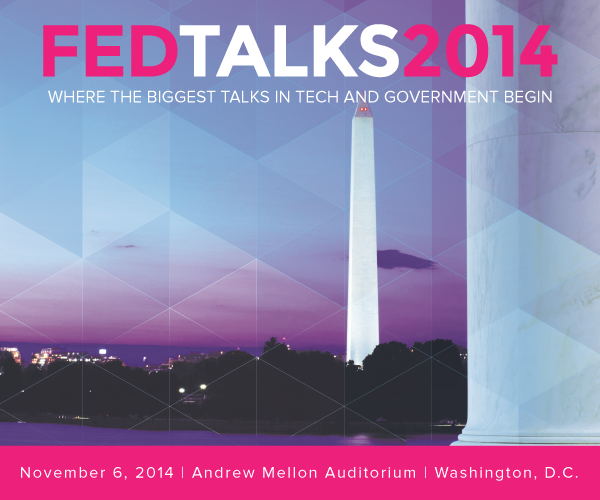 FEDTALKS2014
WHERE THE BIGGEST TALKS IN TECH AND GOVERNMENT BEGIN
November 6, 2014 | Andrew Mellon Auditorium | Washington, D.C.